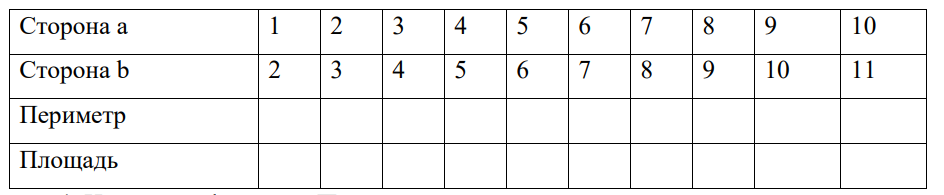 Сторона a 1 2 3 4 5 6 7 8 9 10
Сторона b 2 3 4 5 6 7 8 9 10 11
Периметр
Площадь